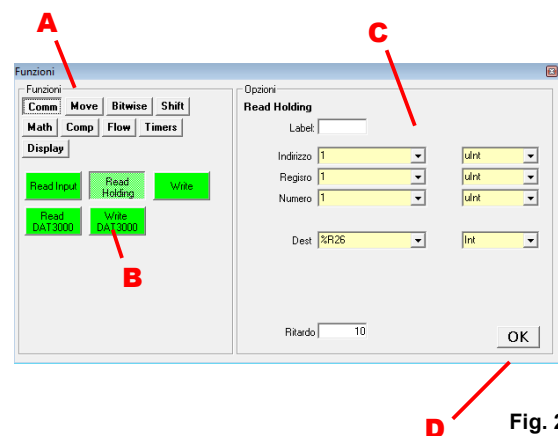 A
C
Funzioni
Funzioni
Comm Move Bitwise Shift
Math Comp Flow Timers
Display
Read Input Read Holding Write
Read DAT3000 Write DAT3000
B
Opzioni
Read Holding
Label:
Indirizzo 1 uInt
Regisro 1 uInt
Numero 1 uInt
Dest %R26 Int
Ritardo 10
OK
D
Fig. 2